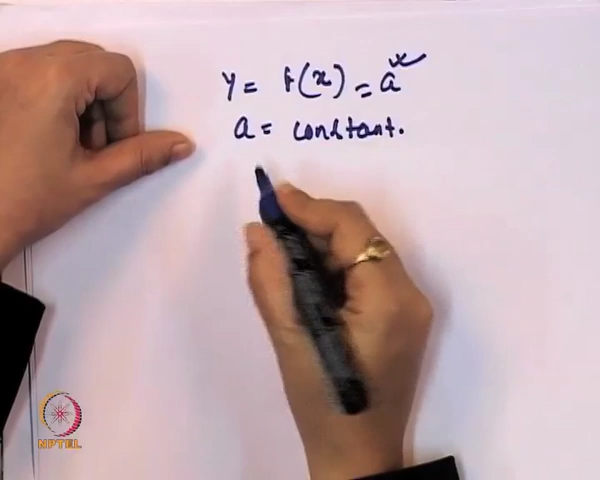 y = f(x) = a^x
a = constant.
NPTEL